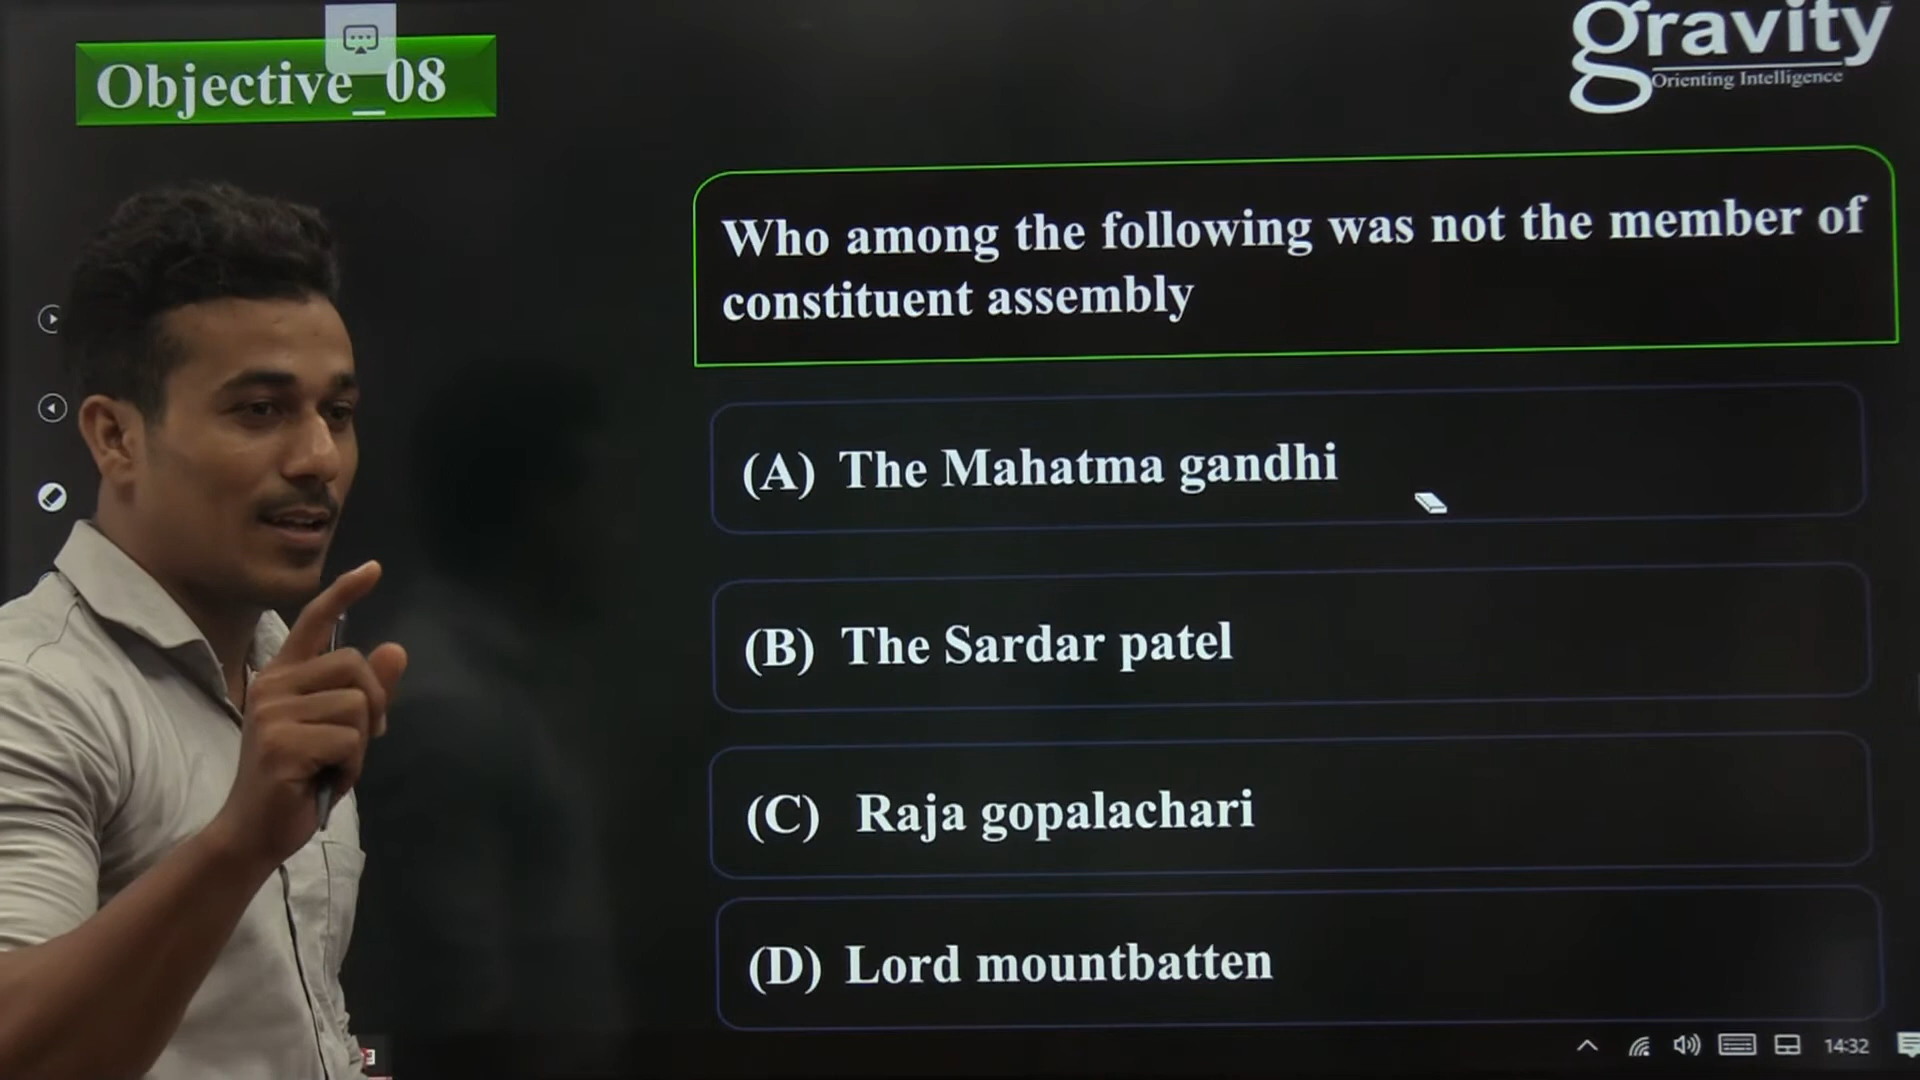 Objective_08
gravity
Orienting Intelligence
Who among the following was not the member of
constituent assembly
(A) The Mahatma gandhi
(B) The Sardar patel
(C) Raja gopalachari
(D) Lord mountbatten
14:32